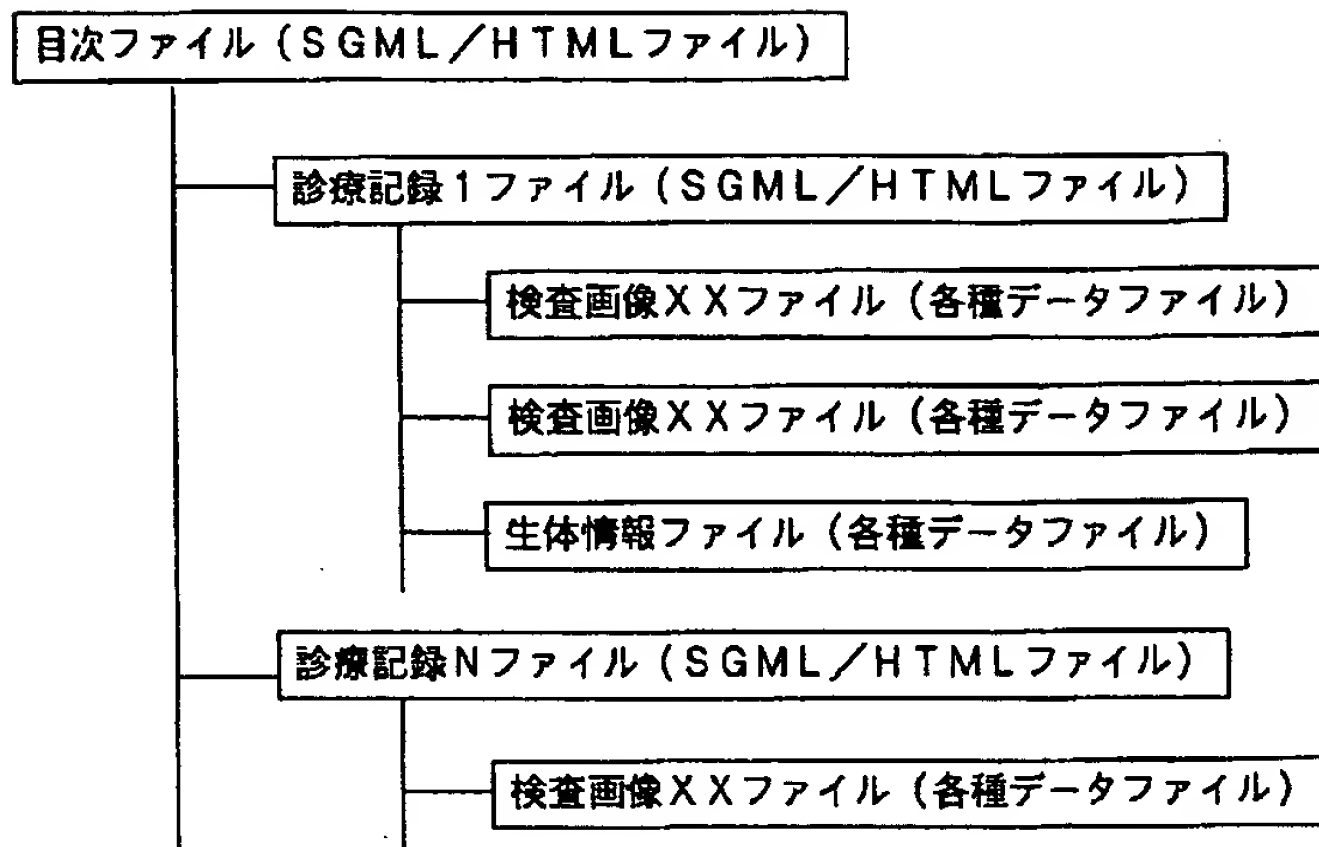 目次ファイル（ＳＧＭＬ／ＨＴＭＬファイル）
診療記録１ファイル（ＳＧＭＬ／ＨＴＭＬファイル）
検査画像ＸＸファイル（各種データファイル）
検査画像ＸＸファイル（各種データファイル）
生体情報ファイル（各種データファイル）
診療記録Ｎファイル（ＳＧＭＬ／ＨＴＭＬファイル）
検査画像ＸＸファイル（各種データファイル）